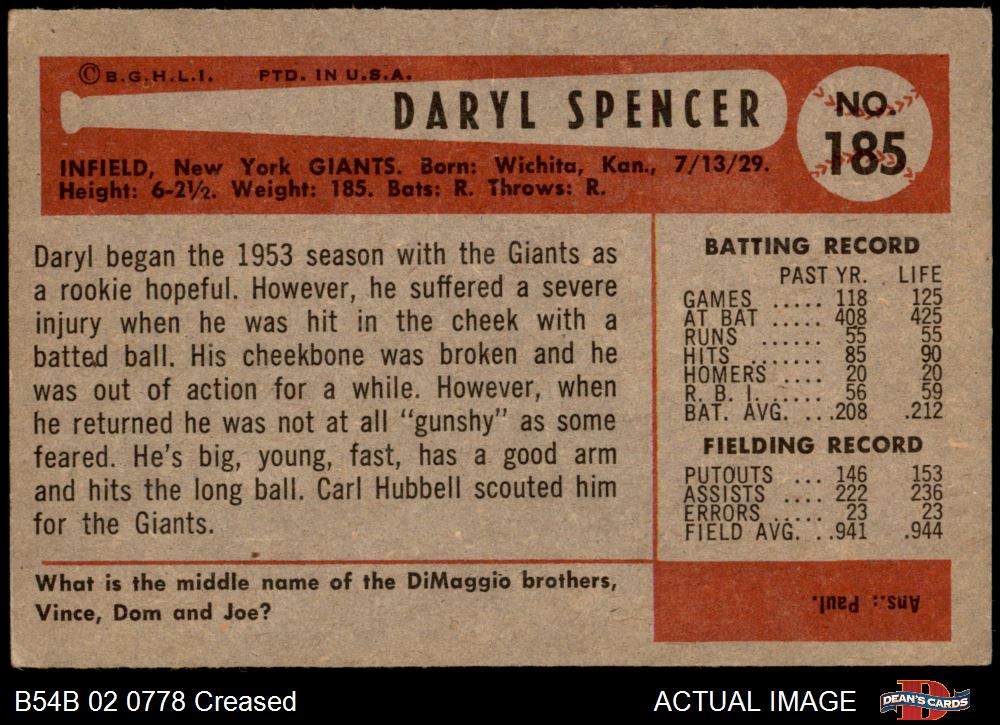 ©B.G.H.L.I. PTD. IN U.S.A.
DARYL SPENCER
NO.
185
INFIELD, New York GIANTS. Born: Wichita, Kan., 7/13/29.
Height: 6-2½. Weight: 185. Bats: R. Throws: R.
Daryl began the 1953 season with the Giants as
a rookie hopeful. However, he suffered a severe
injury when he was hit in the cheek with a
batted ball. His cheekbone was broken and he
was out of action for a while. However, when
he returned he was not at all "gunshy" as some
feared. He's big, young, fast, has a good arm
and hits the long ball. Carl Hubbell scouted him
for the Giants.
BATTING RECORD
PAST YR. LIFE
GAMES ..... 118 125
AT BAT ..... 408 425
RUNS ...... 55 55
HITS ...... 85 90
HOMERS .... 20 20
R. B. I. ..... 56 59
BAT. AVG. ...208 .212
FIELDING RECORD
PUTOUTS ... 146 153
ASSISTS .... 222 236
ERRORS ..... 23 23
FIELD AVG. ..941 .944
What is the middle name of the DiMaggio brothers,
Vince, Dom and Joe?
Ans.: Paul.
B54B 02 0778 Creased
ACTUAL IMAGE
DEAN'S CARDS